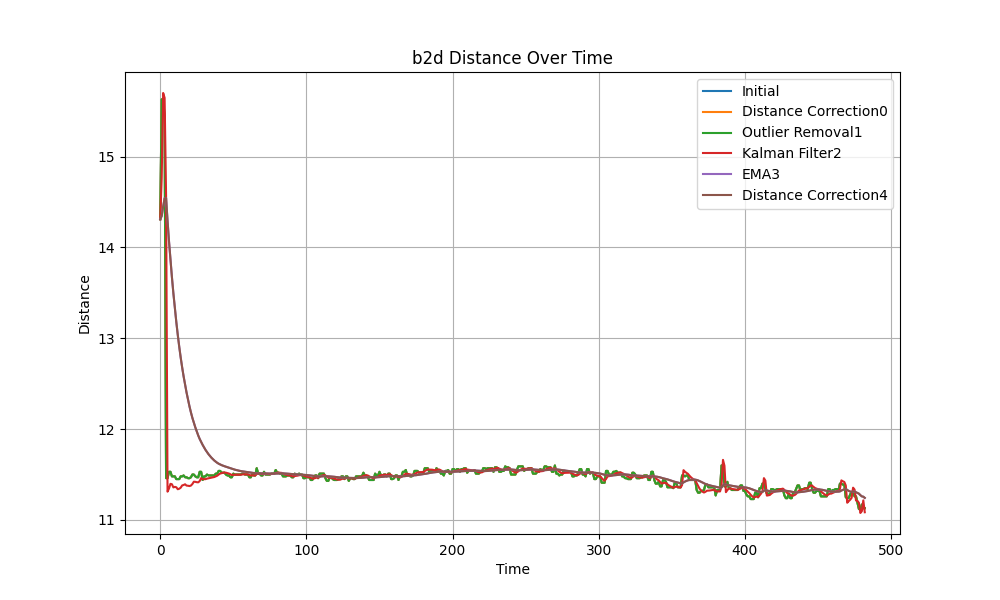 b2d Distance Over Time
Initial
Distance Correction0
Outlier Removal1
Kalman Filter2
EMA3
Distance Correction4
15
14
13
12
11
Distance
0
100
200
300
400
500
Time